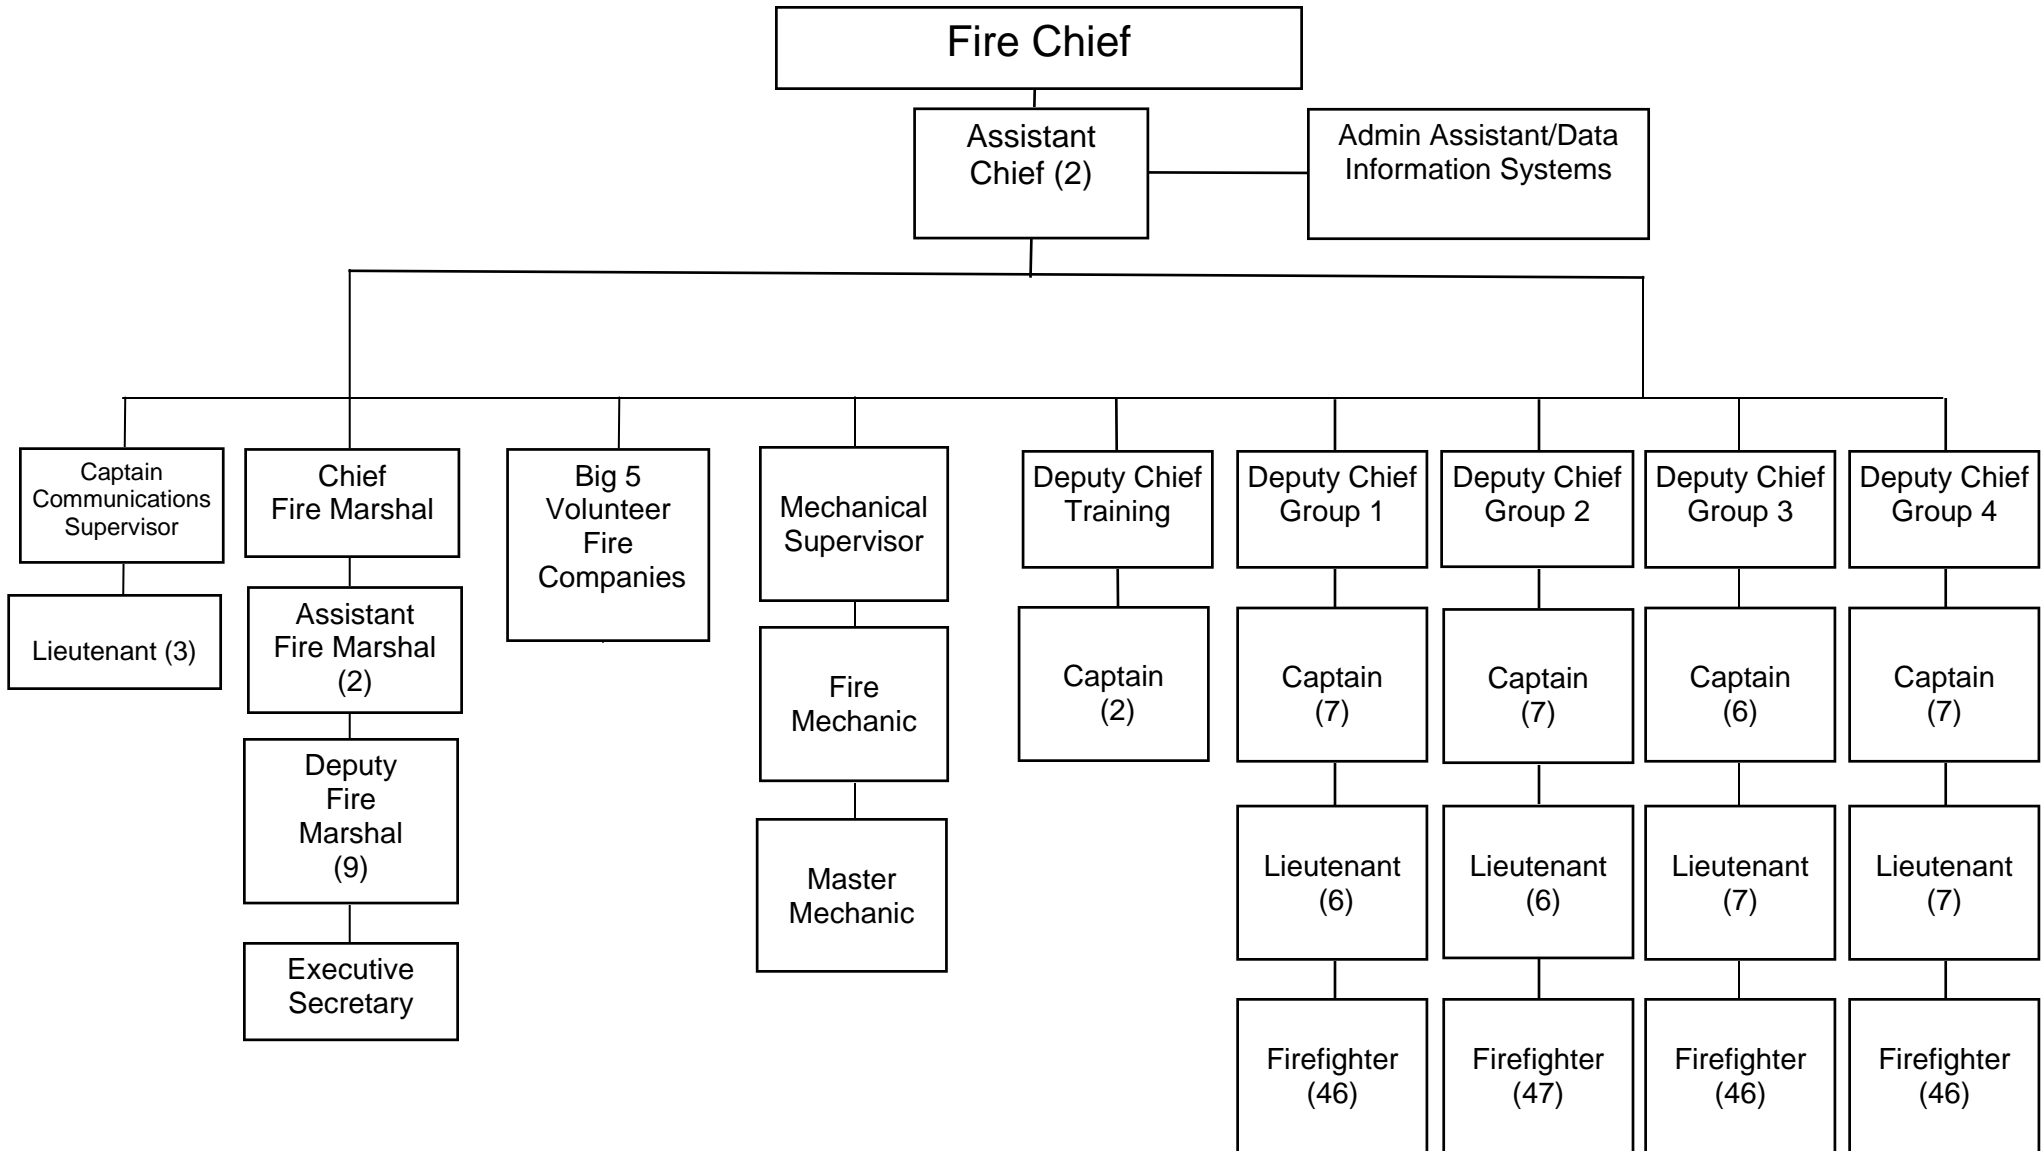 Fire Chief
Assistant
Chief (2)
Admin Assistant/Data
Information Systems
Captain
Communications
Supervisor
Lieutenant (3)
Chief
Fire Marshal
Assistant
Fire Marshal
(2)
Deputy
Fire
Marshal
(9)
Executive
Secretary
Big 5
Volunteer
Fire
Companies
Mechanical
Supervisor
Fire
Mechanic
Master
Mechanic
Deputy Chief
Training
Captain
(2)
Deputy Chief
Group 1
Captain
(7)
Lieutenant
(6)
Firefighter
(46)
Deputy Chief
Group 2
Captain
(7)
Lieutenant
(6)
Firefighter
(47)
Deputy Chief
Group 3
Captain
(6)
Lieutenant
(7)
Firefighter
(46)
Deputy Chief
Group 4
Captain
(7)
Lieutenant
(7)
Firefighter
(46)